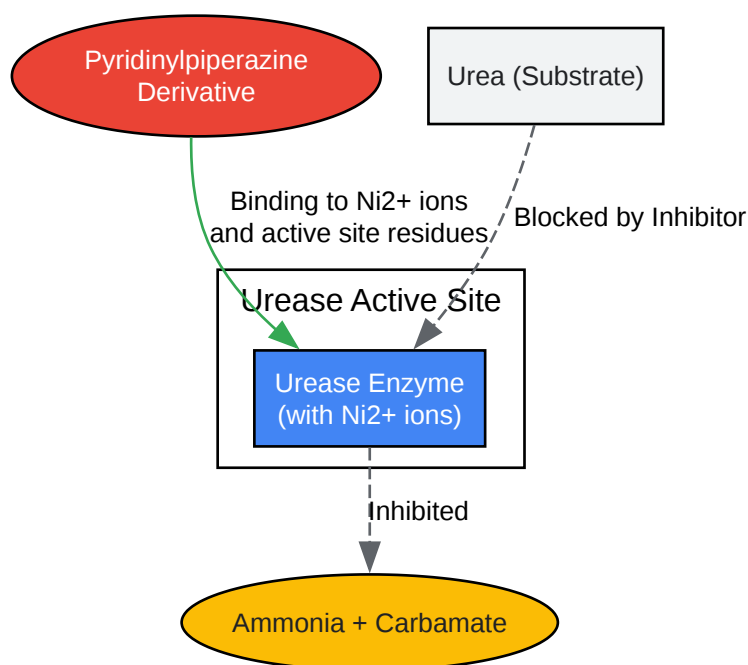 Pyridinylpiperazine
Derivative
Urea (Substrate)
Binding to Ni2+ ions
and active site residues
Blocked by Inhibitor
Urease Active Site
Urease Enzyme
(with Ni2+ ions)
Inhibited
Ammonia + Carbamate